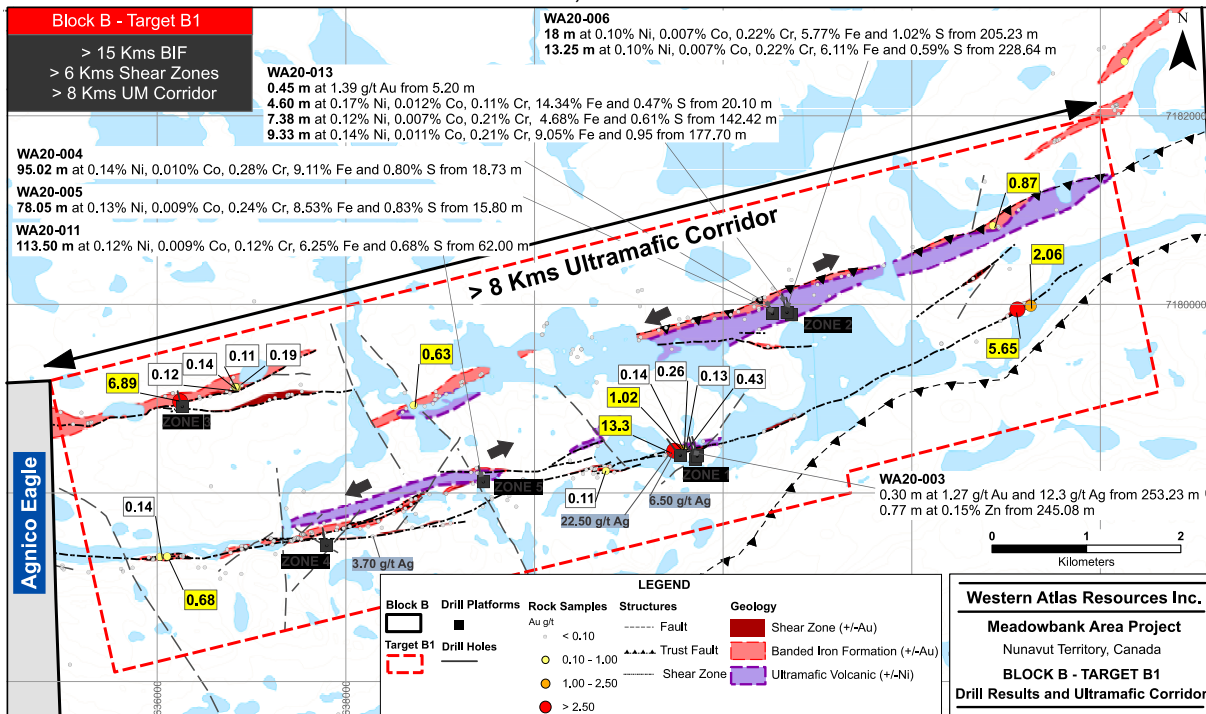 Block B - Target B1
> 15 Kms BIF
> 6 Kms Shear Zones
> 8 Kms UM Corridor
WA20-006
18 m at 0.10% Ni, 0.007% Co, 0.22% Cr, 5.77% Fe and 1.02% S from 205.23 m
13.25 m at 0.10% Ni, 0.007% Co, 0.22% Cr, 6.11% Fe and 0.59% S from 228.64 m
N
WA20-013
0.45 m at 1.39 g/t Au from 5.20 m
4.60 m at 0.17% Ni, 0.012% Co, 0.11% Cr, 14.34% Fe and 0.47% S from 20.10 m
7.38 m at 0.12% Ni, 0.007% Co, 0.21% Cr, 4.68% Fe and 0.61% S from 142.42 m
9.33 m at 0.14% Ni, 0.011% Co, 0.21% Cr, 9.05% Fe and 0.95 from 177.70 m
7182000
WA20-004
95.02 m at 0.14% Ni, 0.010% Co, 0.28% Cr, 9.11% Fe and 0.80% S from 18.73 m
WA20-005
78.05 m at 0.13% Ni, 0.009% Co, 0.24% Cr, 8.53% Fe and 0.83% S from 15.80 m
WA20-011
113.50 m at 0.12% Ni, 0.009% Co, 0.12% Cr, 6.25% Fe and 0.68% S from 62.00 m
> 8 Kms Ultramafic Corridor
0.87
2.06
7180000
ZONE 2
5.65
6.89
0.12
0.14
0.11
0.19
ZONE 3
0.63
0.14
0.26
0.13
0.43
1.02
13.3
ZONE 1
0.11
6.50 g/t Ag
22.50 g/t Ag
ZONE 5
ZONE 4
3.70 g/t Ag
0.14
0.68
Agnico Eagle
WA20-003
0.30 m at 1.27 g/t Au and 12.3 g/t Ag from 253.23 m
0.77 m at 0.15% Zn from 245.08 m
0 1 2
Kilometers
636000
638000
LEGEND
Block B
Target B1
Drill Platforms
Drill Holes
Rock Samples
Au g/t
< 0.10
0.10 - 1.00
1.00 - 2.50
> 2.50
Structures
Fault
Trust Fault
Shear Zone
Geology
Shear Zone (+/-Au)
Banded Iron Formation (+/-Au)
Ultramafic Volcanic (+/-Ni)
Western Atlas Resources Inc.
Meadowbank Area Project
Nunavut Territory, Canada
BLOCK B - TARGET B1
Drill Results and Ultramafic Corridor